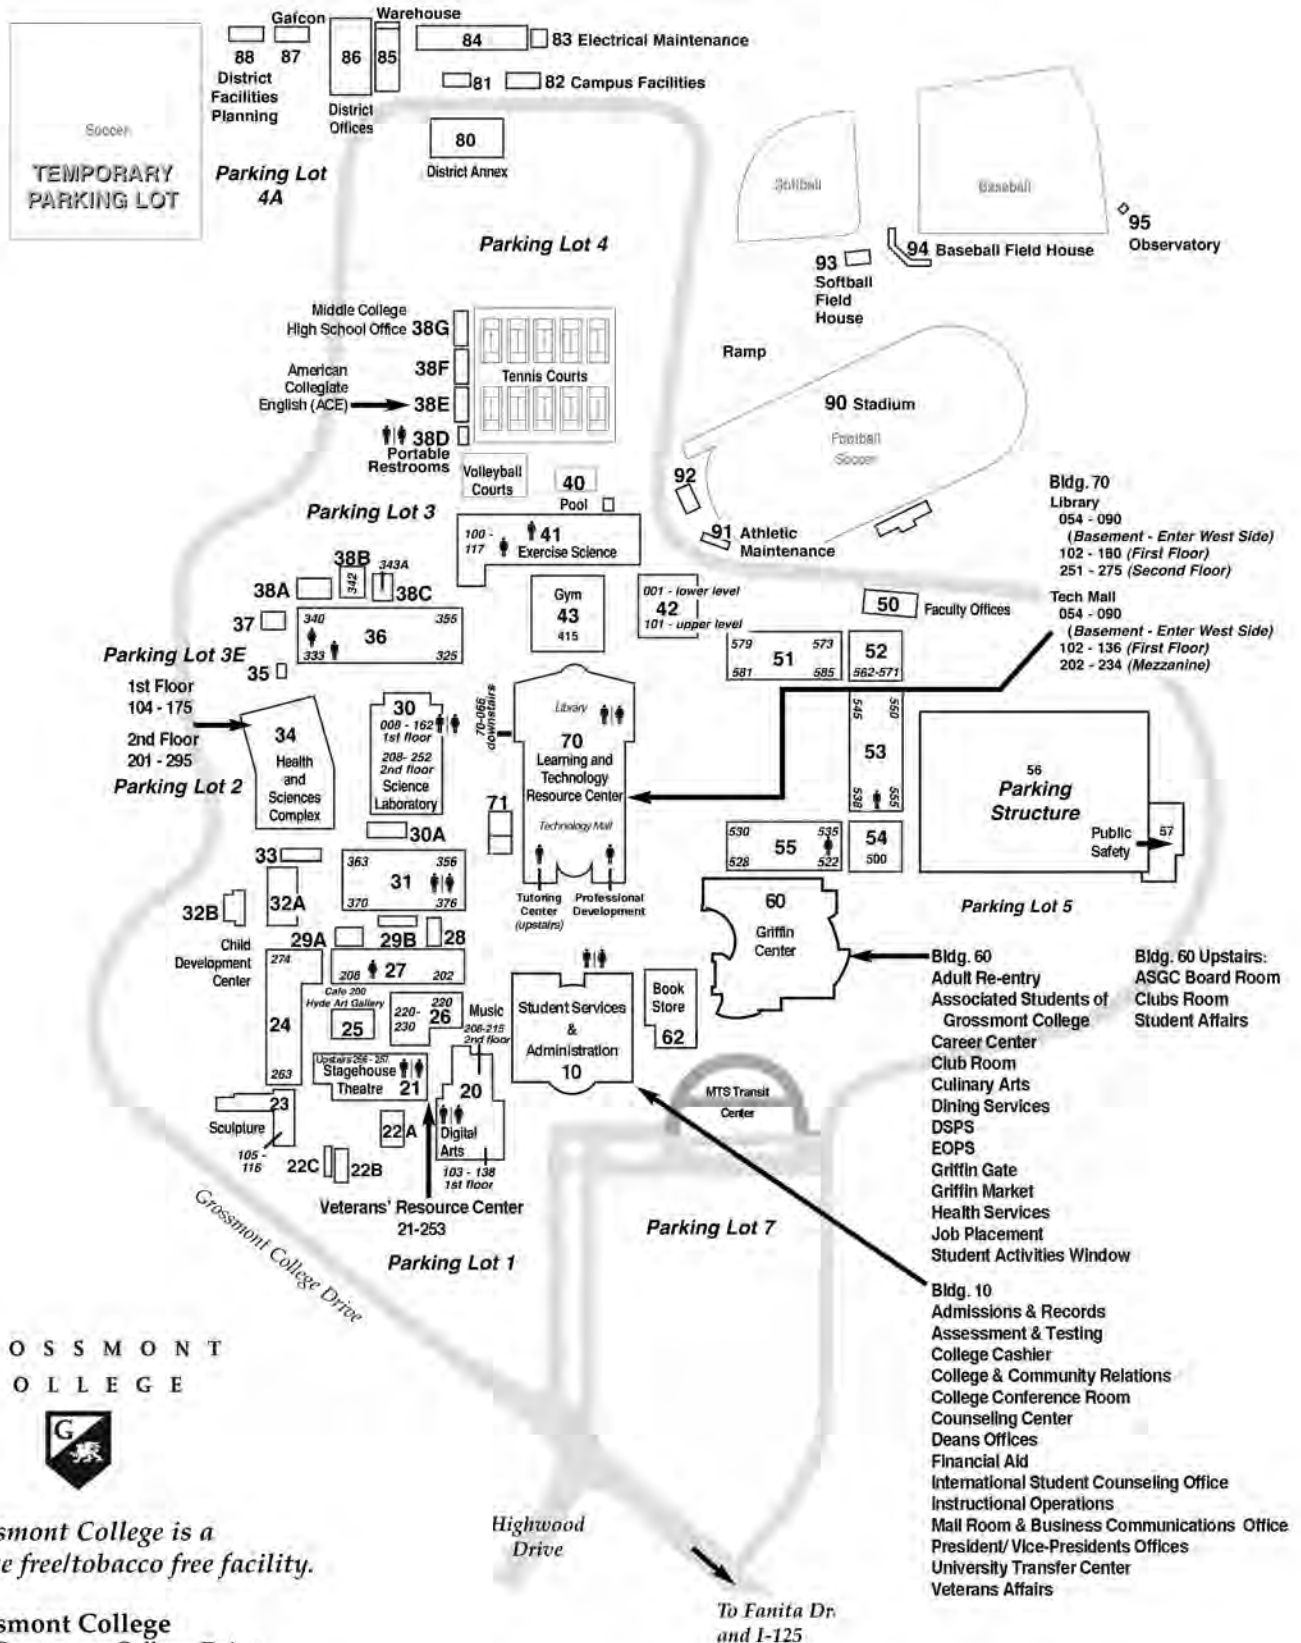 Gafcon
Warehouse
88
87
86
85
84
83 Electrical Maintenance
District
Facilities
Planning
District
Offices
81
82 Campus Facilities
80
District Annex
Soccer
TEMPORARY
PARKING LOT
Parking Lot
4A
Parking Lot 4
Softball
Baseball
95
Observatory
94 Baseball Field House
93
Softball
Field
House
Middle College
High School Office 38G
38F
American
Collegiate
English (ACE)
38E
38D
Portable
Restrooms
Tennis Courts
Volleyball
Courts
40
Pool
Ramp
90 Stadium
Football
Soccer
92
91 Athletic
Maintenance
Parking Lot 3
100 -
117
41
Exercise Science
38B
343A
342
38A
38C
37
340
355
36
333
325
Parking Lot 3E
35
Gym
43
415
001 - lower level
42
101 - upper level
50
Faculty Offices
579
573
51
581
585
52
562-571
Bldg. 70
Library
054 - 090
(Basement - Enter West Side)
102 - 180 (First Floor)
251 - 275 (Second Floor)
Tech Mall
054 - 090
(Basement - Enter West Side)
102 - 136 (First Floor)
202 - 234 (Mezzanine)
1st Floor
104 - 175
2nd Floor
201 - 295
Parking Lot 2
34
Health
and
Sciences
Complex
30
008 - 162
1st floor
208- 252
2nd floor
Science
Laboratory
30A
70-066
downstairs
Library
70
Learning and
Technology
Resource Center
Technology Mall
71
Tutoring
Center
(upstairs)
Professional
Development
545
550
53
538
555
56
Parking
Structure
Public
Safety
57
530
535
55
528
522
54
500
Parking Lot 5
33
363
356
31
370
376
32A
32B
Child
Development
Center
29A
29B
28
274
24
263
208
27
202
Cafe 200
Hyde Art Gallery
25
220
220-
230
26
Music
208-215
2nd floor
Upstairs 256 - 257
Stagehouse
Theatre
21
20
Digital
Arts
103 - 138
1st floor
23
Sculpture
105 -
116
22A
22C
22B
Veterans' Resource Center
21-253
Parking Lot 1
Student Services
&
Administration
10
Book
Store
62
60
Griffin
Center
MTS Transit
Center
Parking Lot 7
Bldg. 60
Adult Re-entry
Associated Students of
Grossmont College
Career Center
Club Room
Culinary Arts
Dining Services
DSPS
EOPS
Griffin Gate
Griffin Market
Health Services
Job Placement
Student Activities Window
Bldg. 60 Upstairs:
ASGC Board Room
Clubs Room
Student Affairs
Bldg. 10
Admissions & Records
Assessment & Testing
College Cashier
College & Community Relations
College Conference Room
Counseling Center
Deans Offices
Financial Aid
International Student Counseling Office
Instructional Operations
Mail Room & Business Communications Office
President/ Vice-Presidents Offices
University Transfer Center
Veterans Affairs
Grossmont College Drive
Highwood
Drive
To Fanita Dr.
and I-125
OSSMONT
OLLEGE
G
smont College is a
e free/tobacco free facility.
smont College